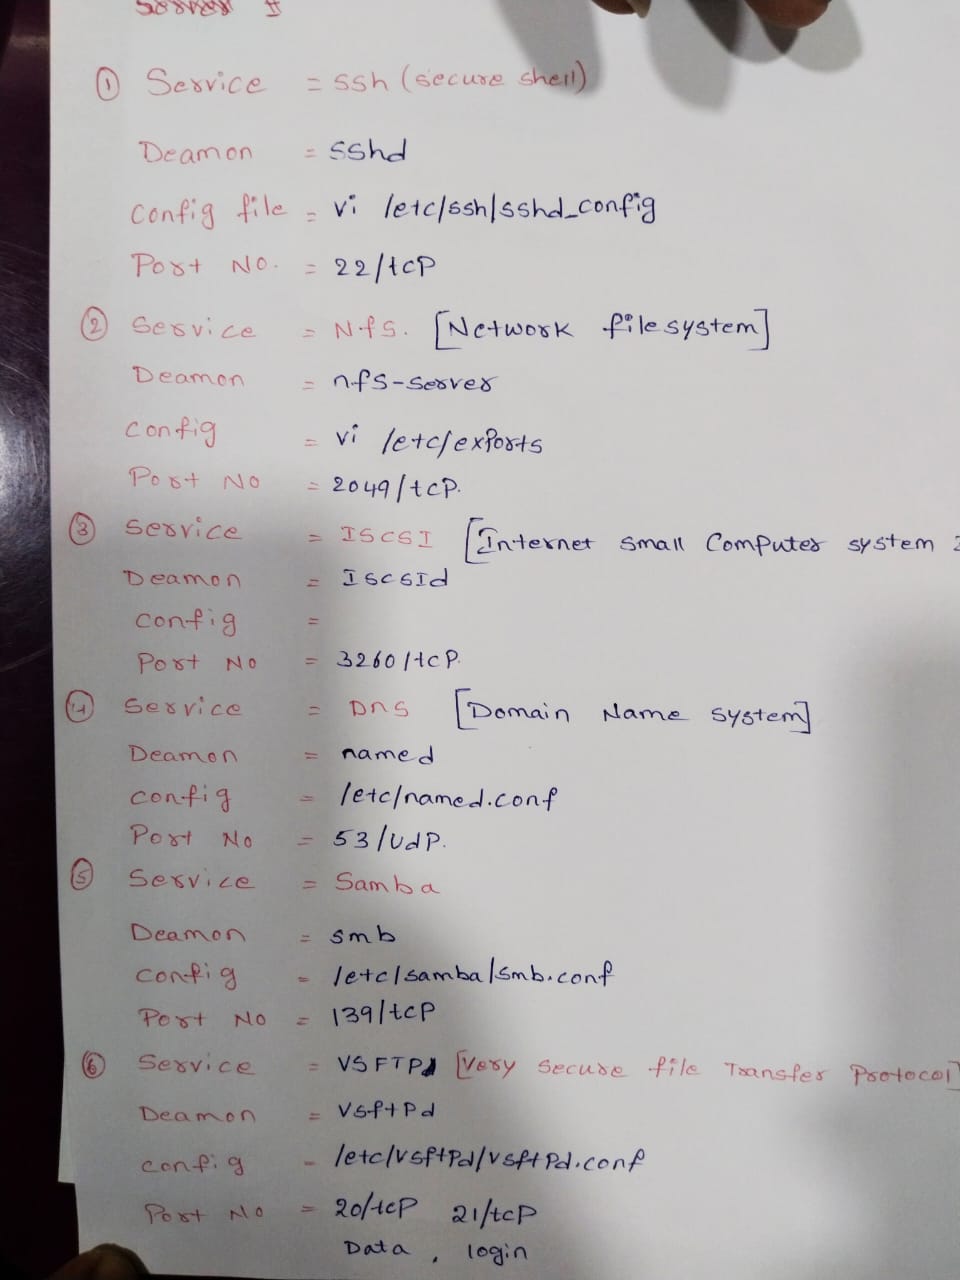 ① Service = ssh (secure shell)
Deamon = sshd
config file = vi /etc/ssh/sshd_config
Port No. = 22/tcp
② Service = Nfs. [Network filesystem]
Deamon = nfs-server
config = vi /etc/exports
Port No = 2049/tcp.
③ Service = ISCSI [Internet Small Computer system
Deamon = ISCSId
config =
Port No = 3260/tcp.
④ Service = DNS [Domain Name System]
Deamon = named
config = /etc/named.conf
Port No = 53/udp.
⑤ Service = Samba
Deamon = smb
config = /etc/samba/smb.conf
Port No = 139/tcp
⑥ Service = VSFTPd [Very Secure file Transfer Protocol]
Deamon = vsftpd
config = /etc/vsftpd/vsftpd.conf
Port No = 20/tcp 21/tcp
Data , login